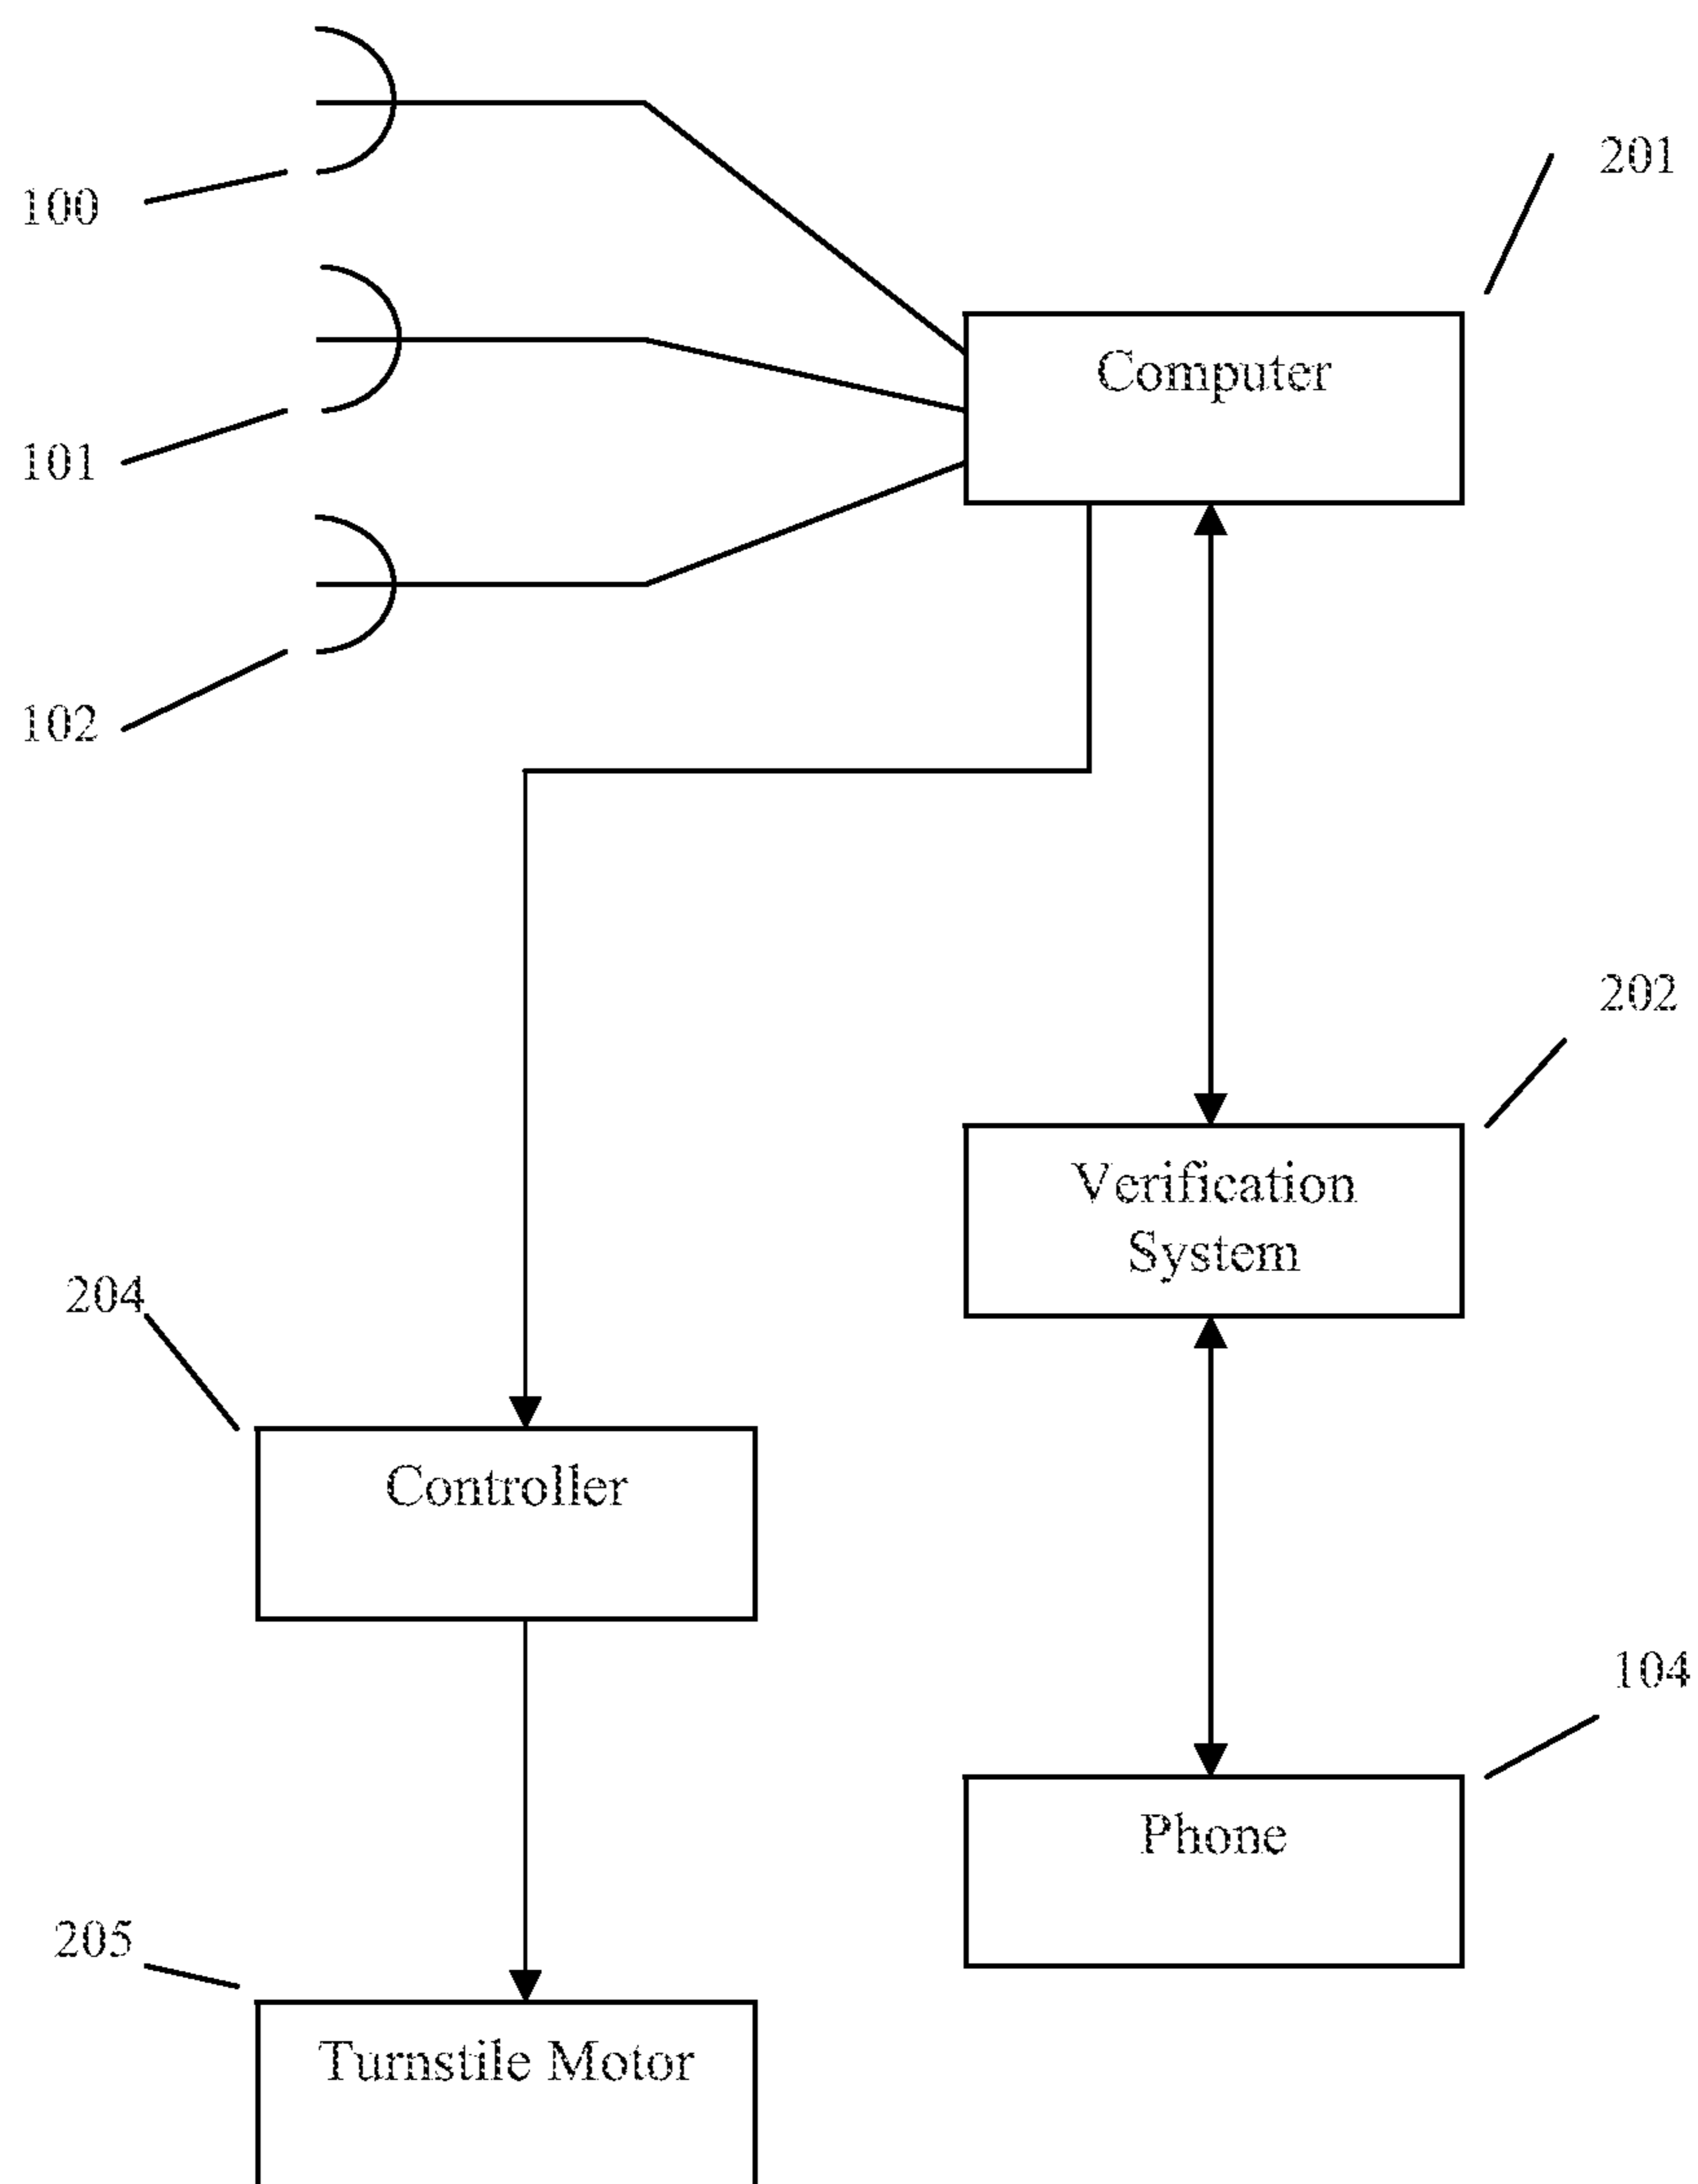 100
201
Computer
101
102
202
Verification
System
204
Controller
104
Phone
205
Turnstile Motor